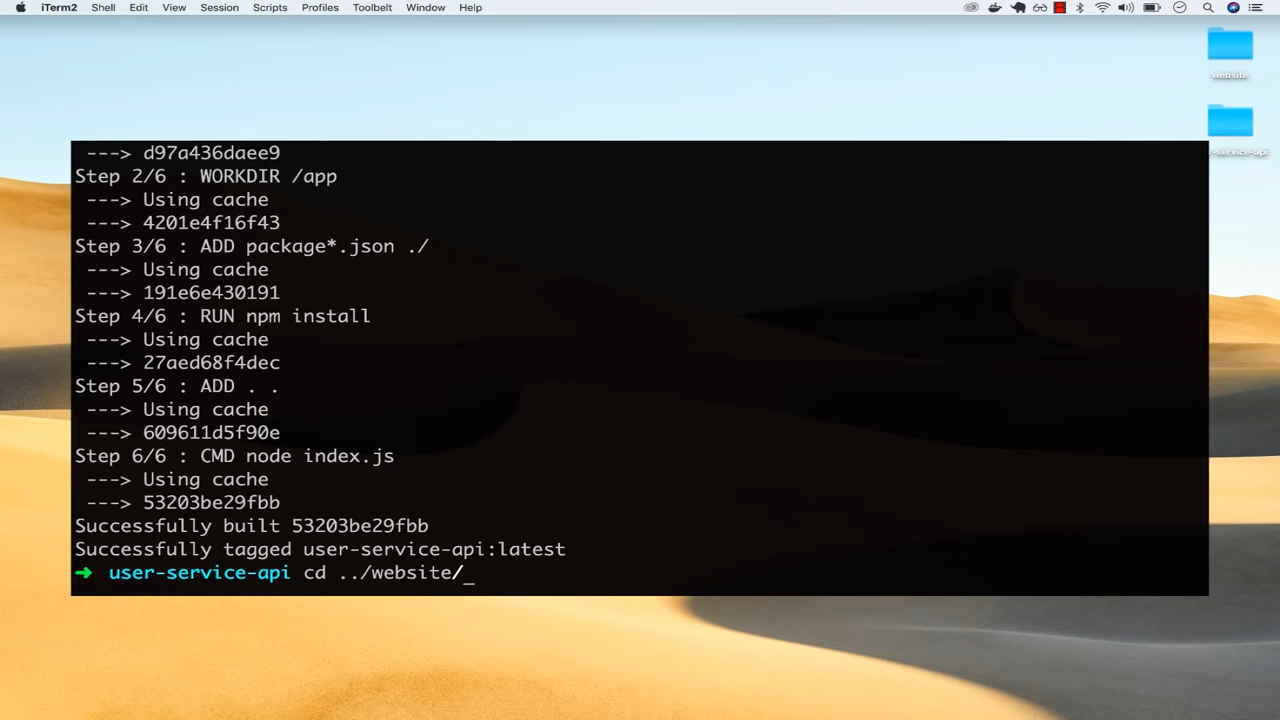 iTerm2 Shell Edit View Session Scripts Profiles Toolbelt Window Help
website
-service-api
---> d97a436daee9
Step 2/6 : WORKDIR /app
---> Using cache
---> 4201e4f16f43
Step 3/6 : ADD package*.json ./
---> Using cache
---> 191e6e430191
Step 4/6 : RUN npm install
---> Using cache
---> 27aed68f4dec
Step 5/6 : ADD . .
---> Using cache
---> 609611d5f90e
Step 6/6 : CMD node index.js
---> Using cache
---> 53203be29fbb
Successfully built 53203be29fbb
Successfully tagged user-service-api:latest
➜ user-service-api cd ../website/_